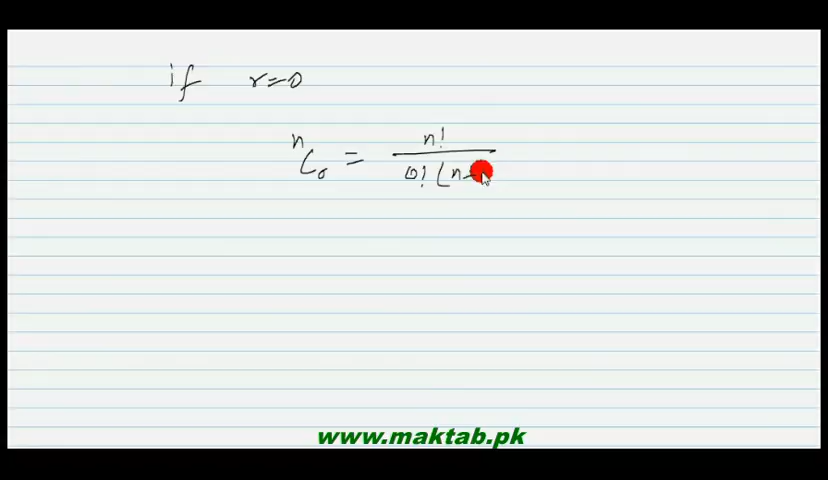 if r=0
ⁿC₀ = n! / 0! (n-
www.maktab.pk